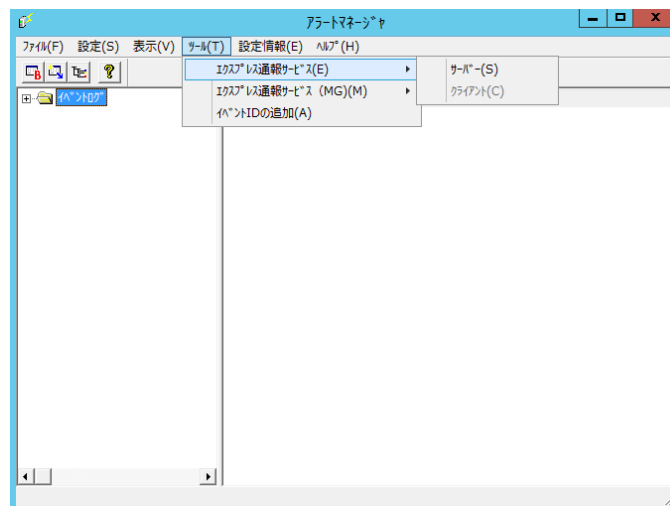 ｱﾗｰﾄﾏﾈｰｼﾞｬ
ﾌｧｲﾙ(F) 設定(S) 表示(V) ﾂｰﾙ(T) 設定情報(E) ﾍﾙﾌﾟ(H)
ｴｸｽﾌﾟﾚｽ通報ｻｰﾋﾞｽ(E)
ｻｰﾊﾞｰ(S)
ｴｸｽﾌﾟﾚｽ通報ｻｰﾋﾞｽ (MG)(M)
ｸﾗｲｱﾝﾄ(C)
ｲﾍﾞﾝﾄIDの追加(A)
ｲﾍﾞﾝﾄﾛｸﾞ